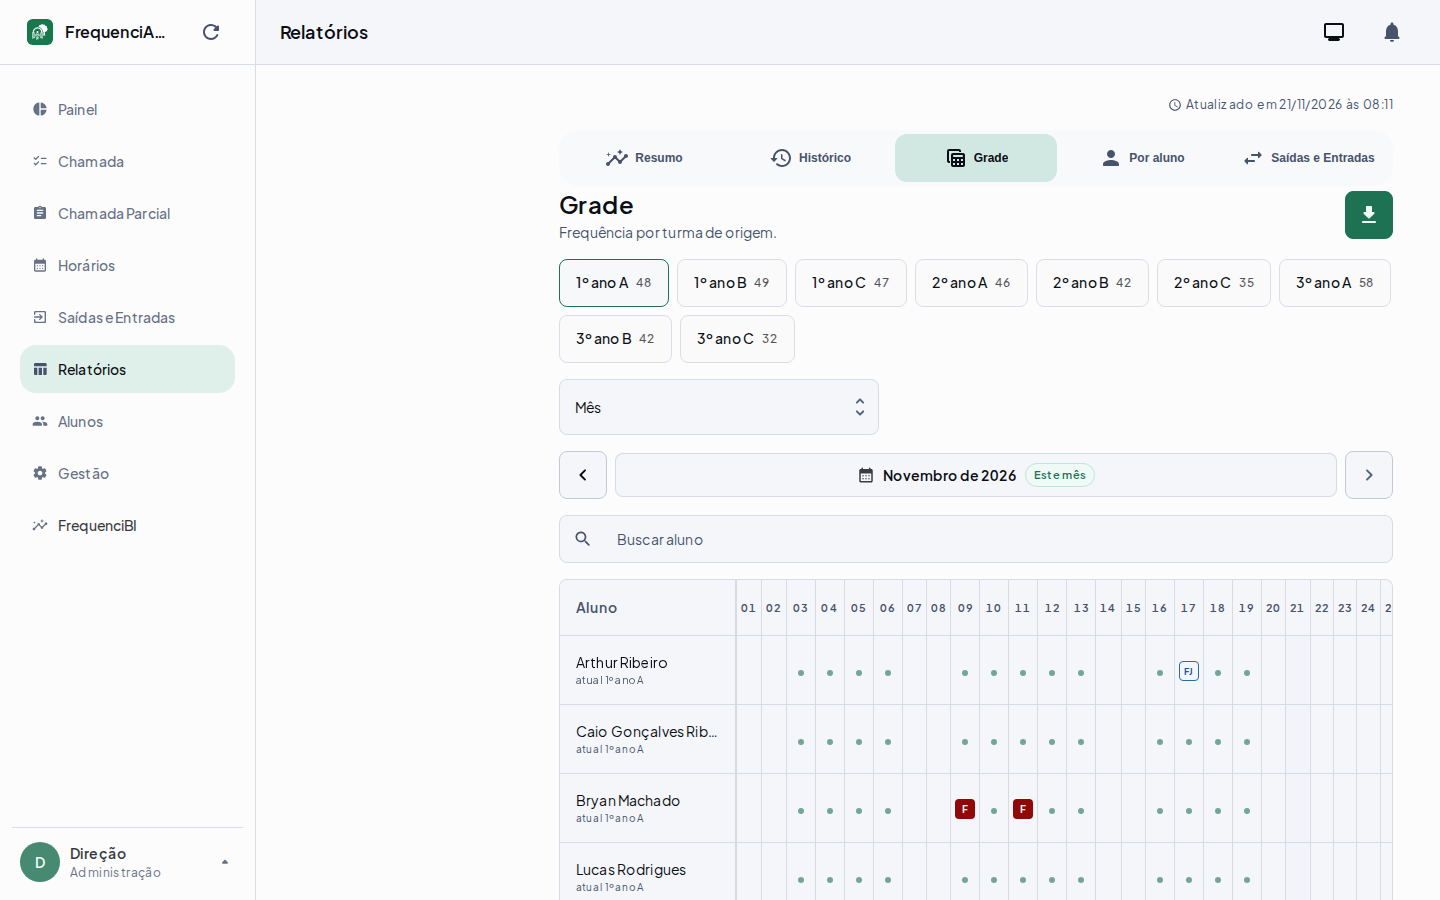 FrequenciA...
Relatórios
Painel
Chamada
Chamada Parcial
Horários
Saídas e Entradas
Relatórios
Alunos
Gestão
FrequenciBI
D
Direção
Administração
Atualizado em 21/11/2026 às 08:11
Resumo
Histórico
Grade
Por aluno
Saídas e Entradas
Grade
Frequência por turma de origem.
1º ano A 48
1º ano B 49
1º ano C 47
2º ano A 46
2º ano B 42
2º ano C 35
3º ano A 58
3º ano B 42
3º ano C 32
Mês
Novembro de 2026 Este mês
Buscar aluno
Aluno 01 02 03 04 05 06 07 08 09 10 11 12 13 14 15 16 17 18 19 20 21 22 23 24 2
Arthur Ribeiro
atual 1º ano A
FJ
Caio Gonçalves Rib...
atual 1º ano A
Bryan Machado
atual 1º ano A
F F
Lucas Rodrigues
atual 1º ano A